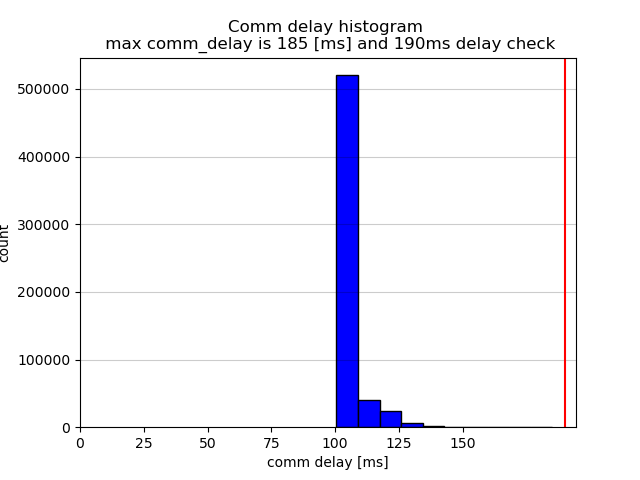 Comm delay histogram
max comm_delay is 185 [ms] and 190ms delay check
500000
400000
300000
200000
100000
0
count
0 25 50 75 100 125 150
comm delay [ms]